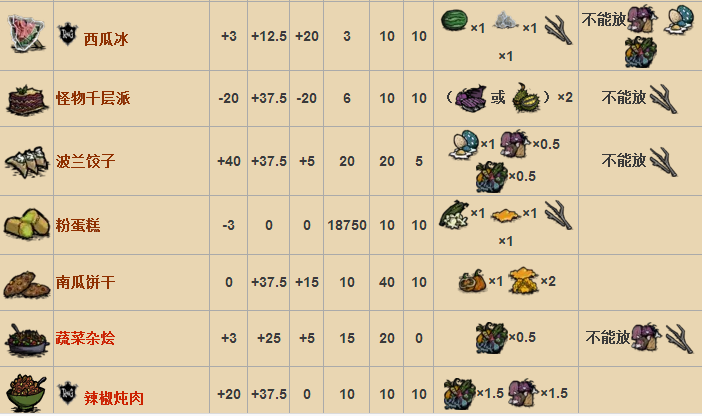 西瓜冰 +3 +12.5 +20 3 10 10 ×1 ×1 ×1 不能放
怪物千层派 -20 +37.5 -20 6 10 10 （ 或 ）×2 不能放
波兰饺子 +40 +37.5 +5 20 20 5 ×1 ×0.5 ×0.5 不能放
粉蛋糕 -3 0 0 18750 10 10 ×1 ×1 ×1
南瓜饼干 0 +37.5 +15 10 40 10 ×1 ×2
蔬菜杂烩 +3 +25 +5 15 20 0 ×0.5 不能放
辣椒炖肉 +20 +37.5 0 10 10 10 ×1.5 ×1.5